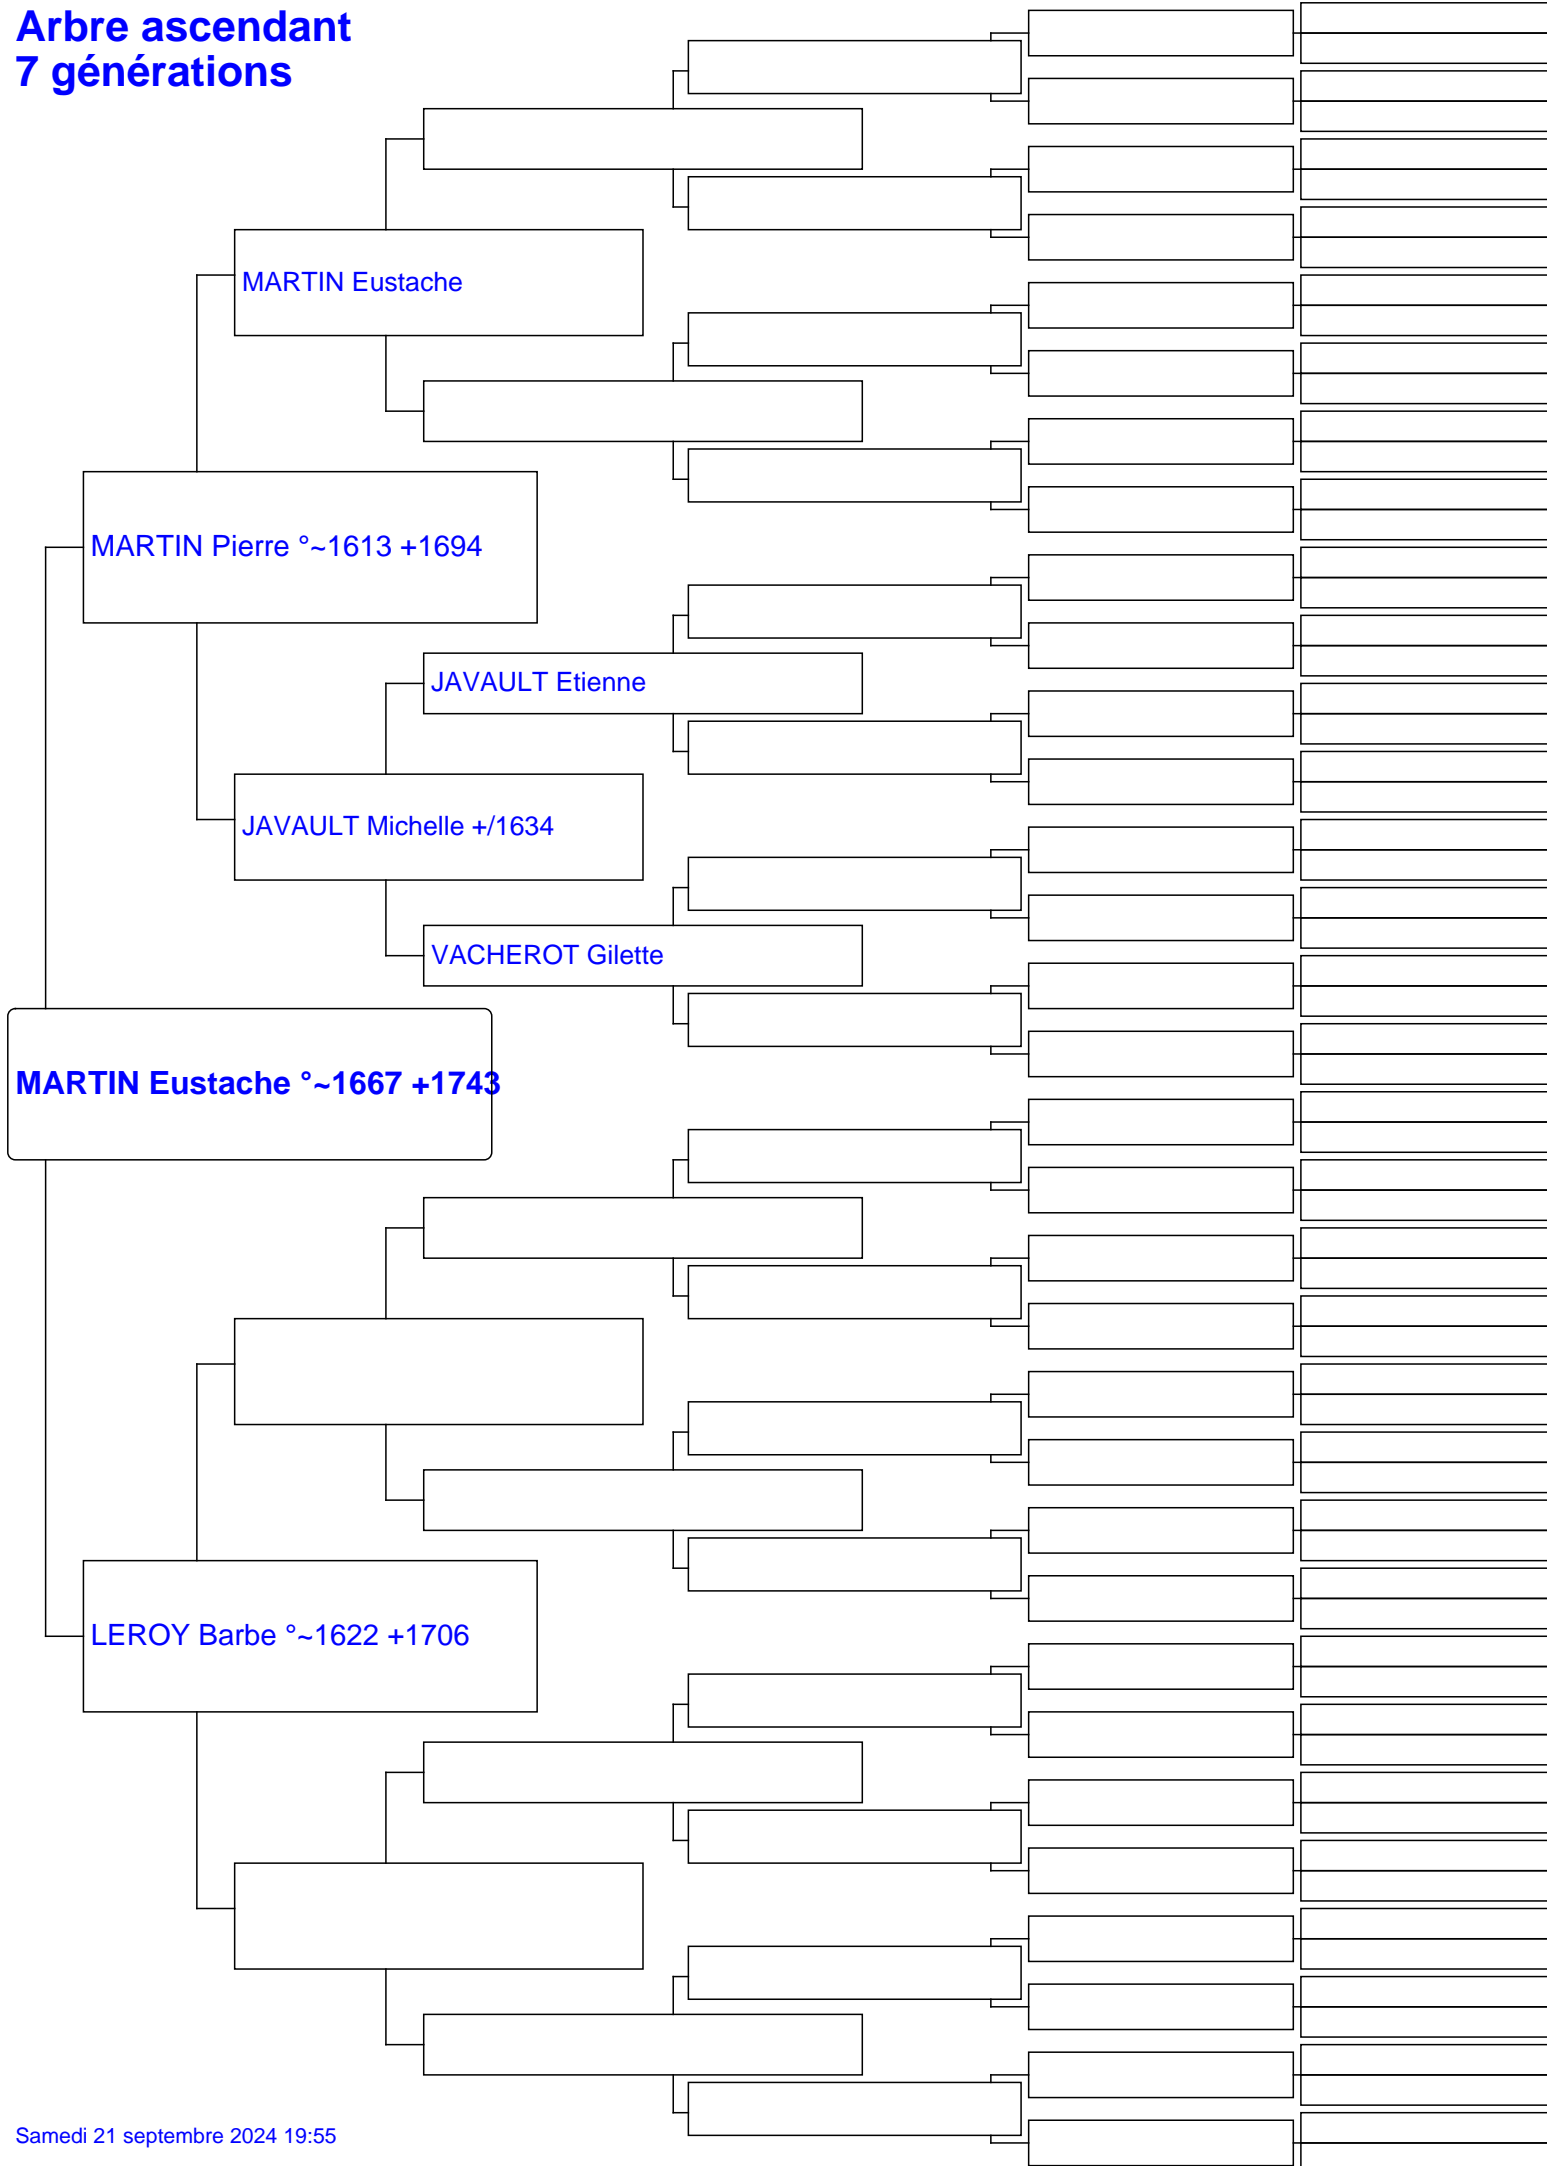 Arbre ascendant
7 générations
MARTIN Eustache
MARTIN Pierre °~1613 +1694
JAVAULT Etienne
JAVAULT Michelle +/1634
VACHEROT Gilette
MARTIN Eustache °~1667 +1743
LEROY Barbe °~1622 +1706
Samedi 21 septembre 2024 19:55